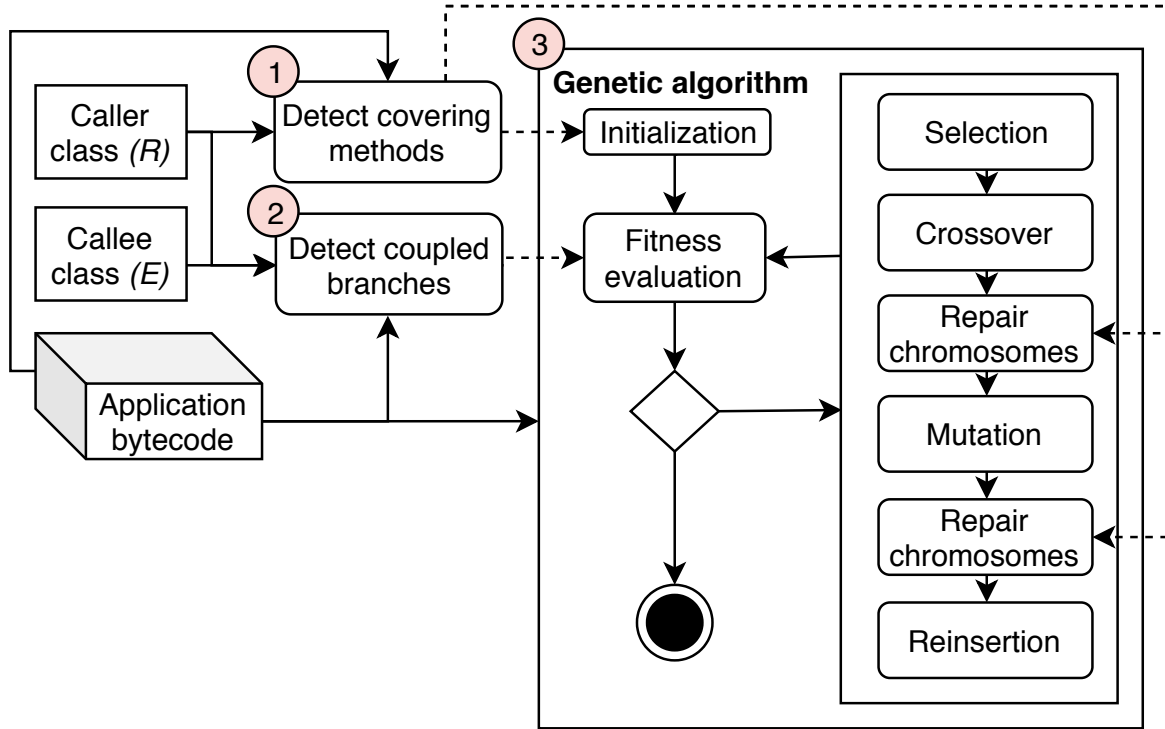 1
Detect covering
methods
Caller
class (R)
2
Detect coupled
branches
Callee
class (E)
Application
bytecode
3
Genetic algorithm
Initialization
Fitness
evaluation
Selection
Crossover
Repair
chromosomes
Mutation
Repair
chromosomes
Reinsertion